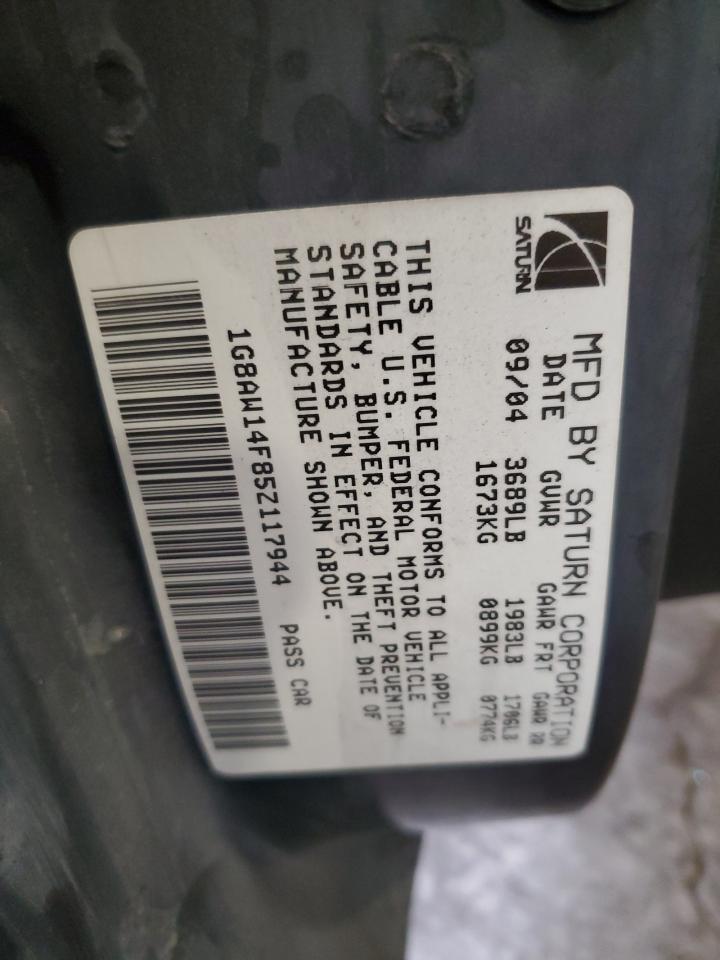 SATURN
MFD BY SATURN CORPORATION
DATE GVWR GAWR FRT GAWR RR
09/04 3689LB 1983LB 1706LB
1673KG 0899KG 0774KG
THIS VEHICLE CONFORMS TO ALL APPLI-
CABLE U.S. FEDERAL MOTOR VEHICLE
SAFETY, BUMPER, AND THEFT PREVENTION
STANDARDS IN EFFECT ON THE DATE OF
MANUFACTURE SHOWN ABOVE.
1G8AW14F85Z117944 PASS CAR